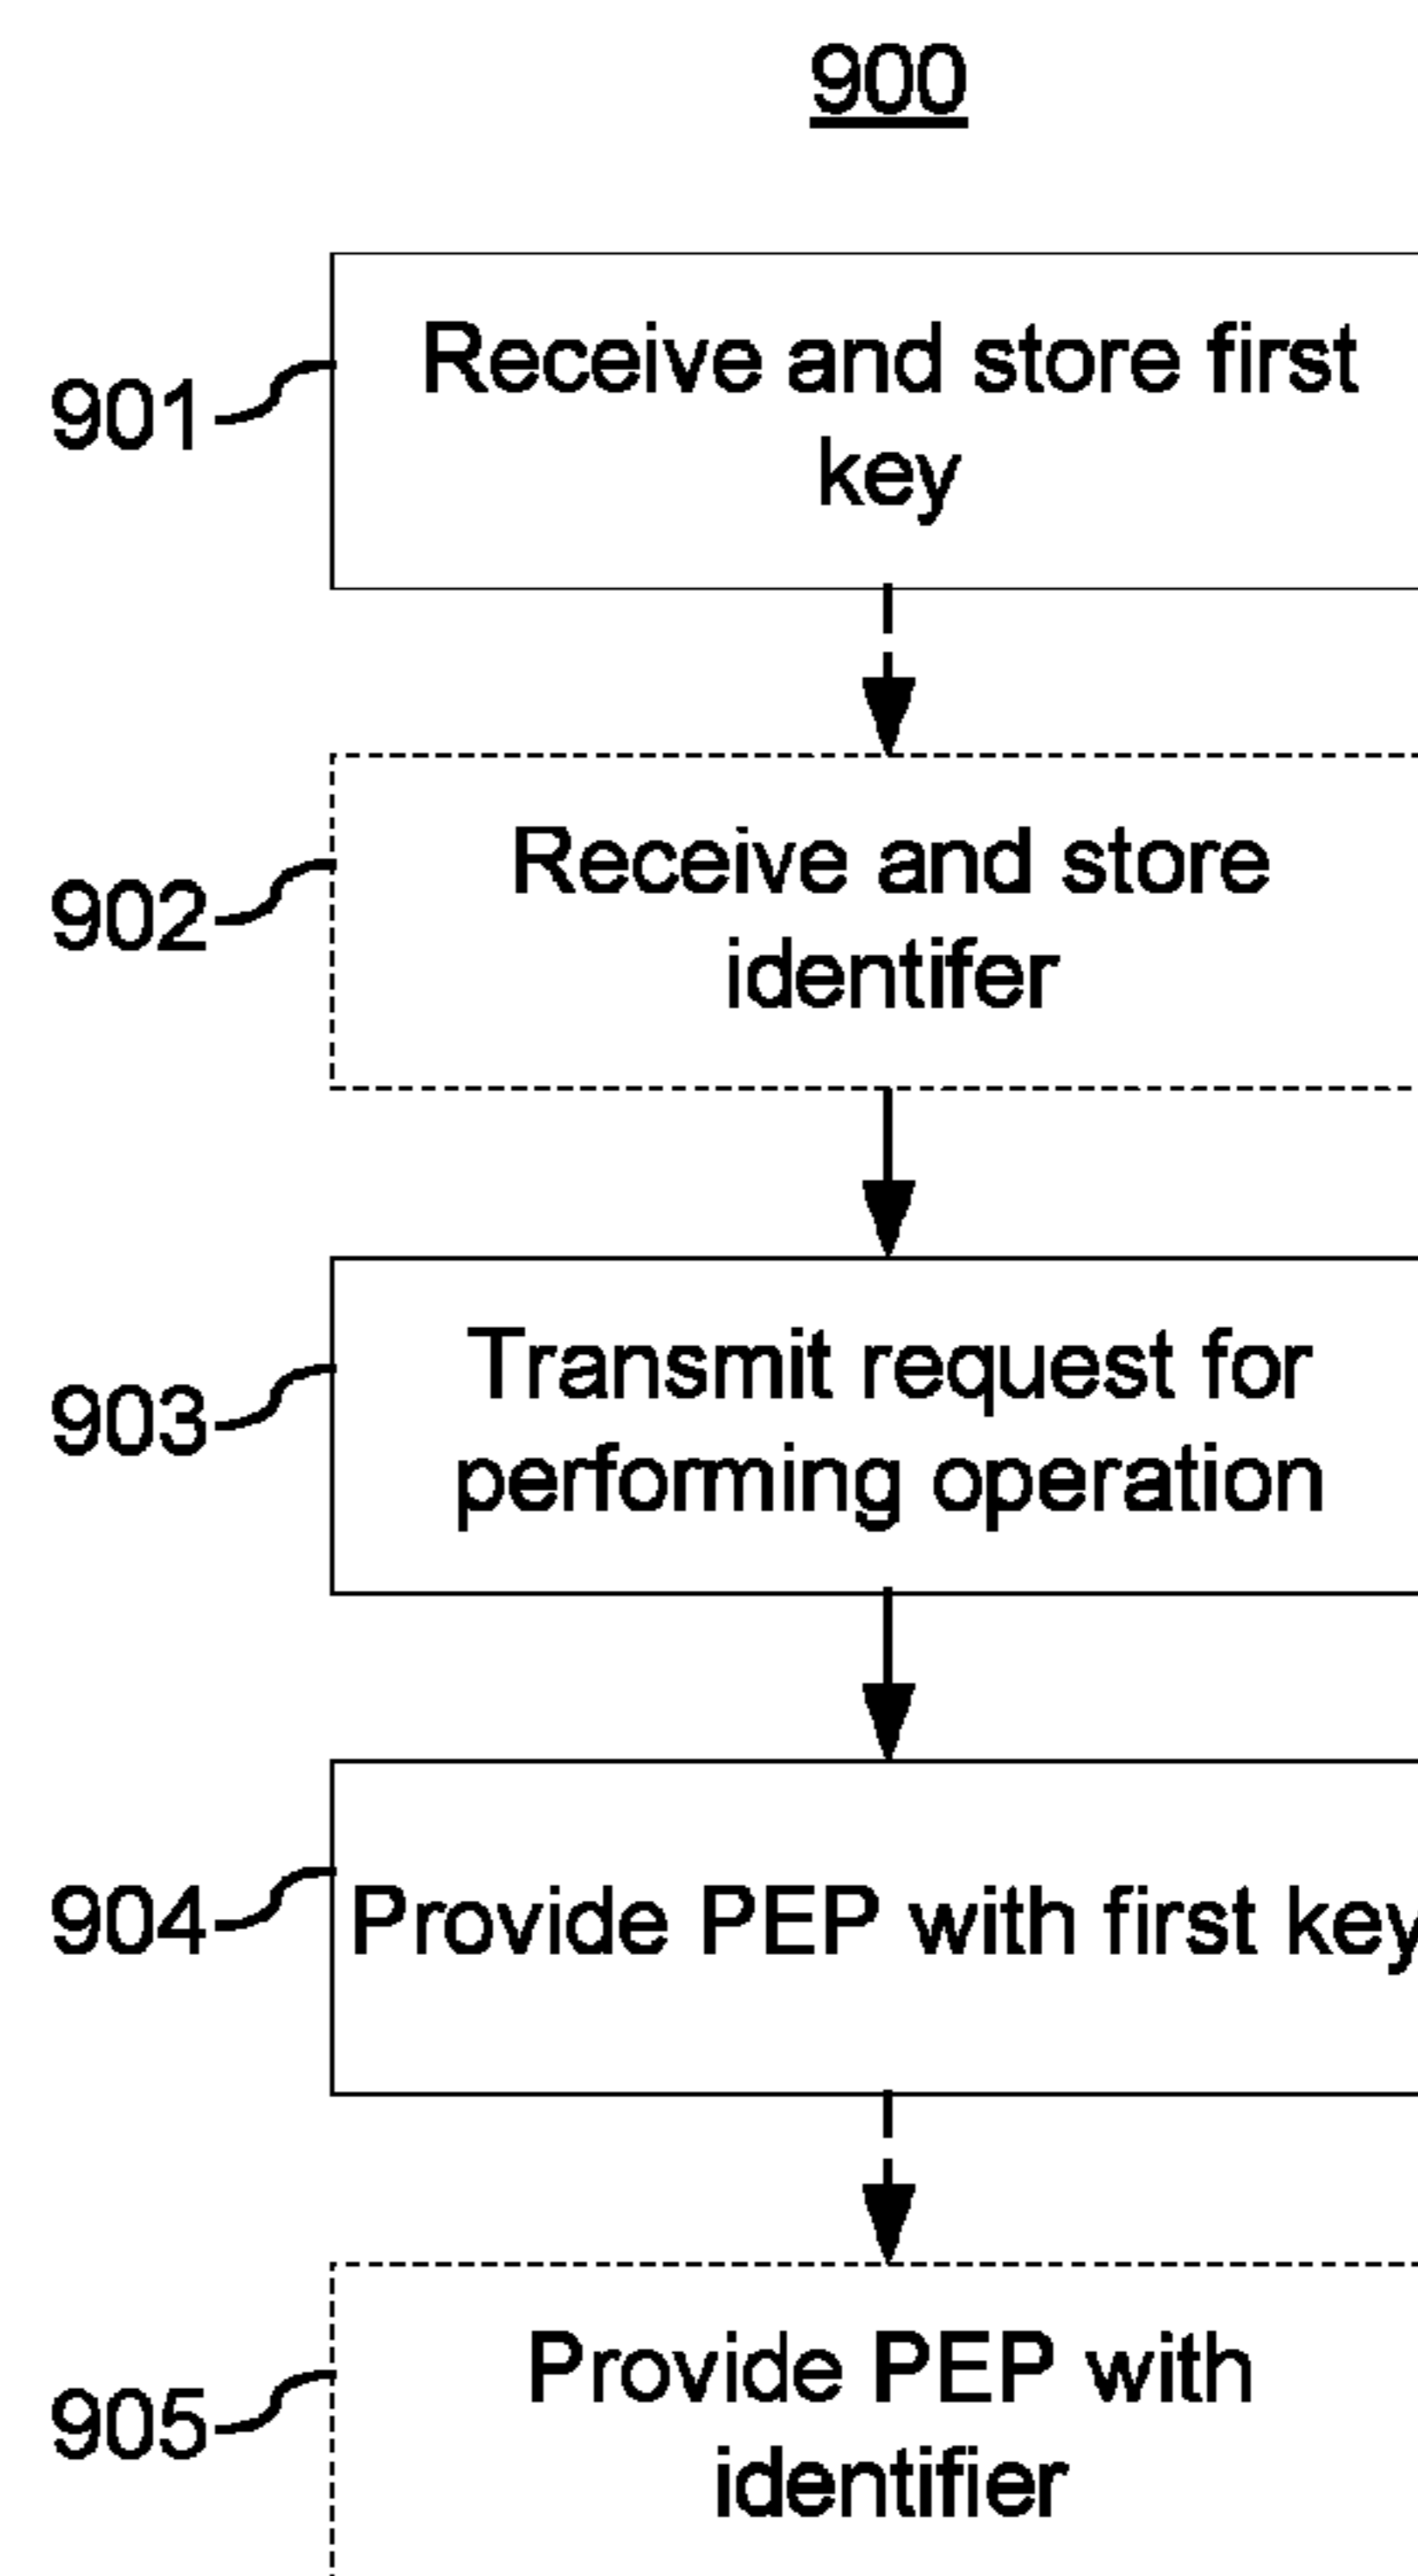 900
901
Receive and store first
key
902
Receive and store
identifer
903
Transmit request for
performing operation
904
Provide PEP with first key
905
Provide PEP with
identifier